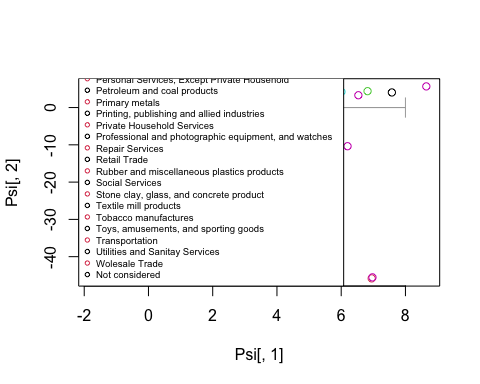 Personal Services, Except Private Household
Petroleum and coal products
Primary metals
Printing, publishing and allied industries
Private Household Services
Professional and photographic equipment, and watches
Repair Services
Retail Trade
Rubber and miscellaneous plastics products
Social Services
Stone clay, glass, and concrete product
Textile mill products
Tobacco manufactures
Toys, amusements, and sporting goods
Transportation
Utilities and Sanitay Services
Wolesale Trade
Not considered
Psi[, 2]
0
-10
-20
-30
-40
-2 0 2 4 6 8
Psi[, 1]